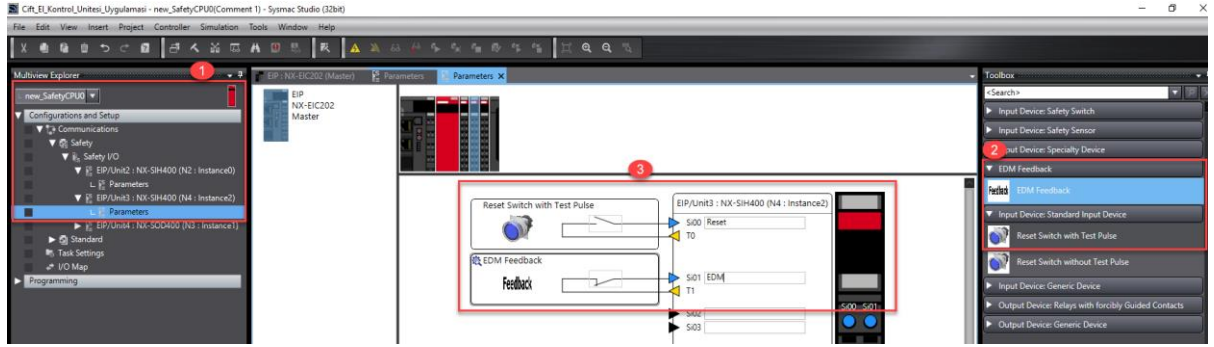 Cift_El_Kontrol_Unitesi_Uygulamasi - new_SafetyCPU0(Comment 1) - Sysmac Studio (32bit)
File Edit View Insert Project Controller Simulation Tools Window Help
Multiview Explorer
1
new_SafetyCPU0
Configurations and Setup
Communications
Safety
Safety I/O
EIP/Unit2 : NX-SIH400 (N2 : Instance0)
Parameters
EIP/Unit3 : NX-SIH400 (N4 : Instance2)
Parameters
EIP/Unit4 : NX-SOD400 (N3 : Instance1)
Standard
Task Settings
I/O Map
Programming
EIP : NX-EIC202 (Master)
Parameters
Parameters
EIP
NX-EIC202
Master
3
Reset Switch with Test Pulse
EIP/Unit3 : NX-SIH400 (N4 : Instance2)
Si00 Reset
T0
EDM Feedback
Feedback
Si01 EDM
T1
Si02
Si03
Si00
Si01
Toolbox
<Search>
Input Device: Safety Switch
Input Device: Safety Sensor
2
Input Device: Specialty Device
EDM Feedback
Feedback
EDM Feedback
Input Device: Standard Input Device
Reset Switch with Test Pulse
Reset Switch without Test Pulse
Input Device: Generic Device
Output Device: Relays with forcibly Guided Contacts
Output Device: Generic Device